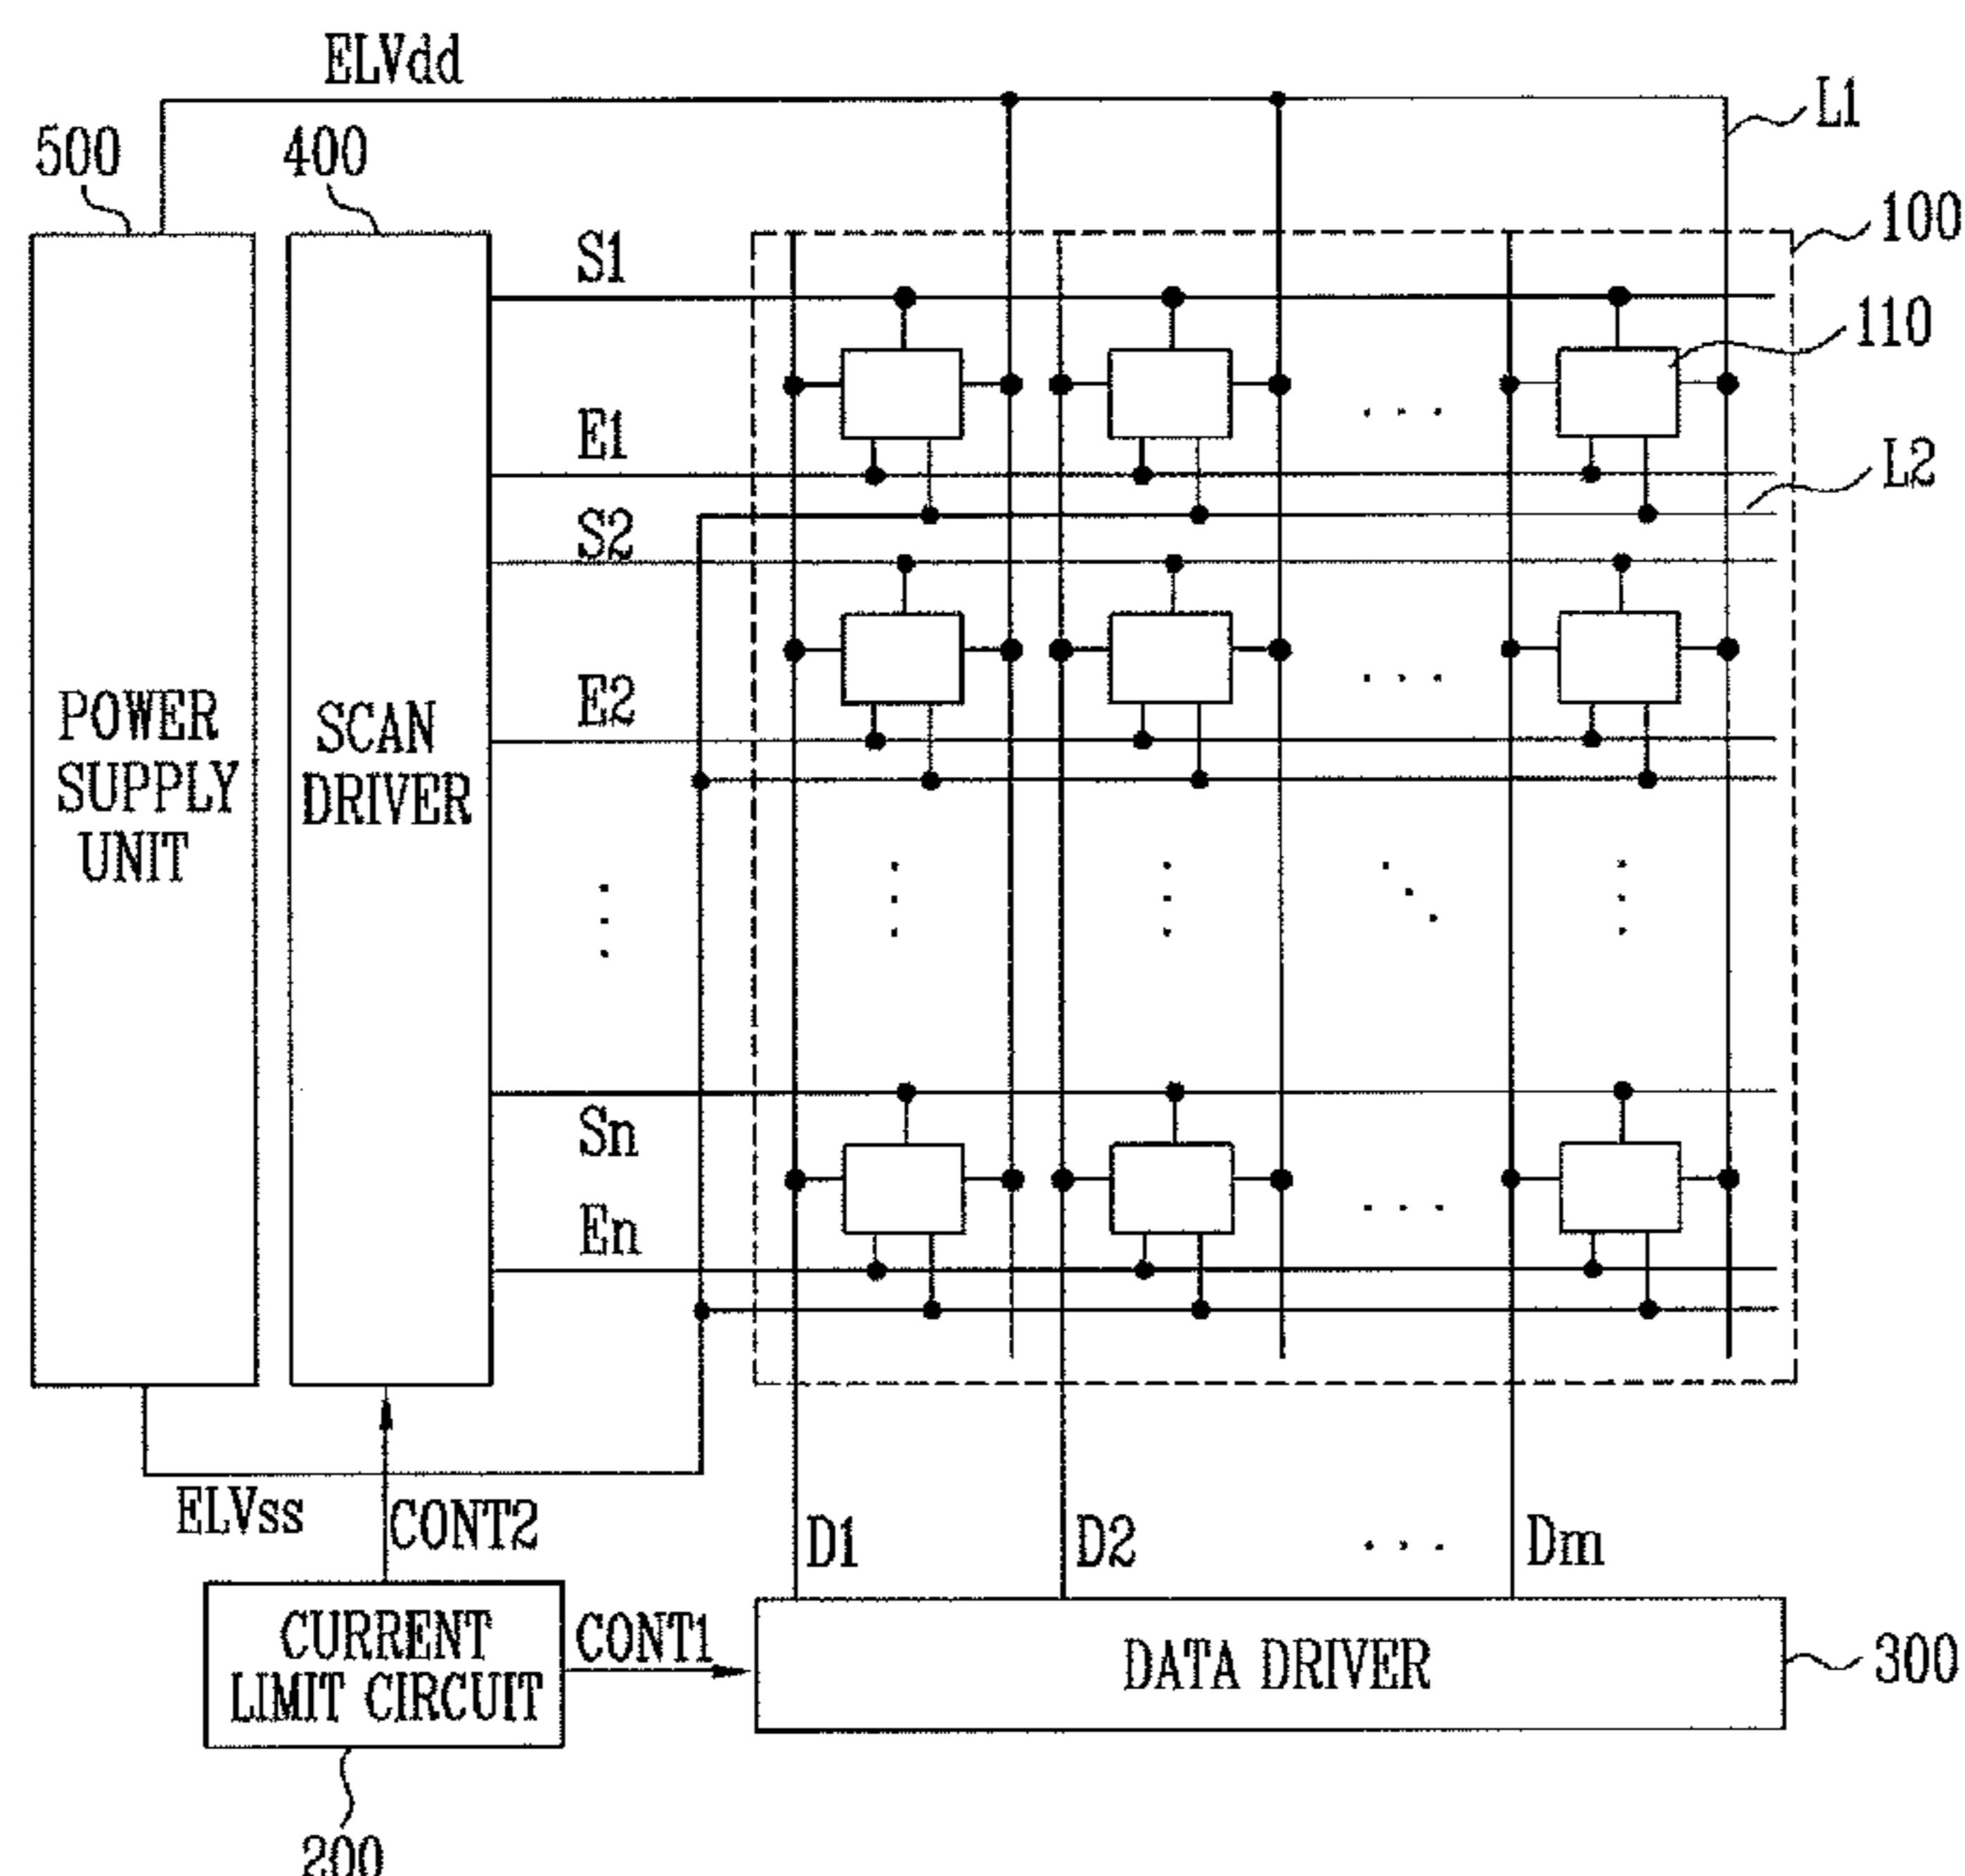 ELVdd
L1
500
400
100
S1
110
E1
L2
S2
POWER
SUPPLY
UNIT
SCAN
DRIVER
E2
Sn
En
ELVss
CONT2
D1
D2
Dm
CURRENT
LIMIT CIRCUIT
CONT1
DATA DRIVER
300
200